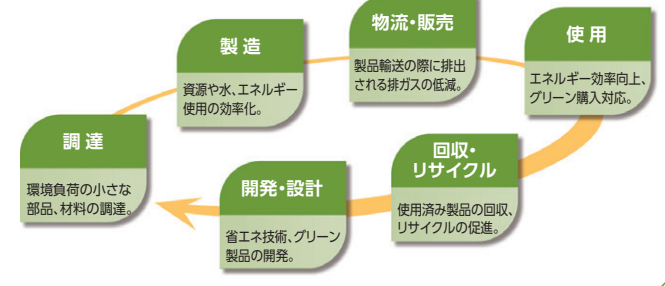 調達
環境負荷の小さな
部品、材料の調達。
製造
資源や水、エネルギー
使用の効率化。
物流・販売
製品輸送の際に排出
される排ガスの低減。
使用
エネルギー効率向上、
グリーン購入対応。
回収・
リサイクル
使用済み製品の回収、
リサイクルの促進。
開発・設計
省エネ技術、グリーン
製品の開発。